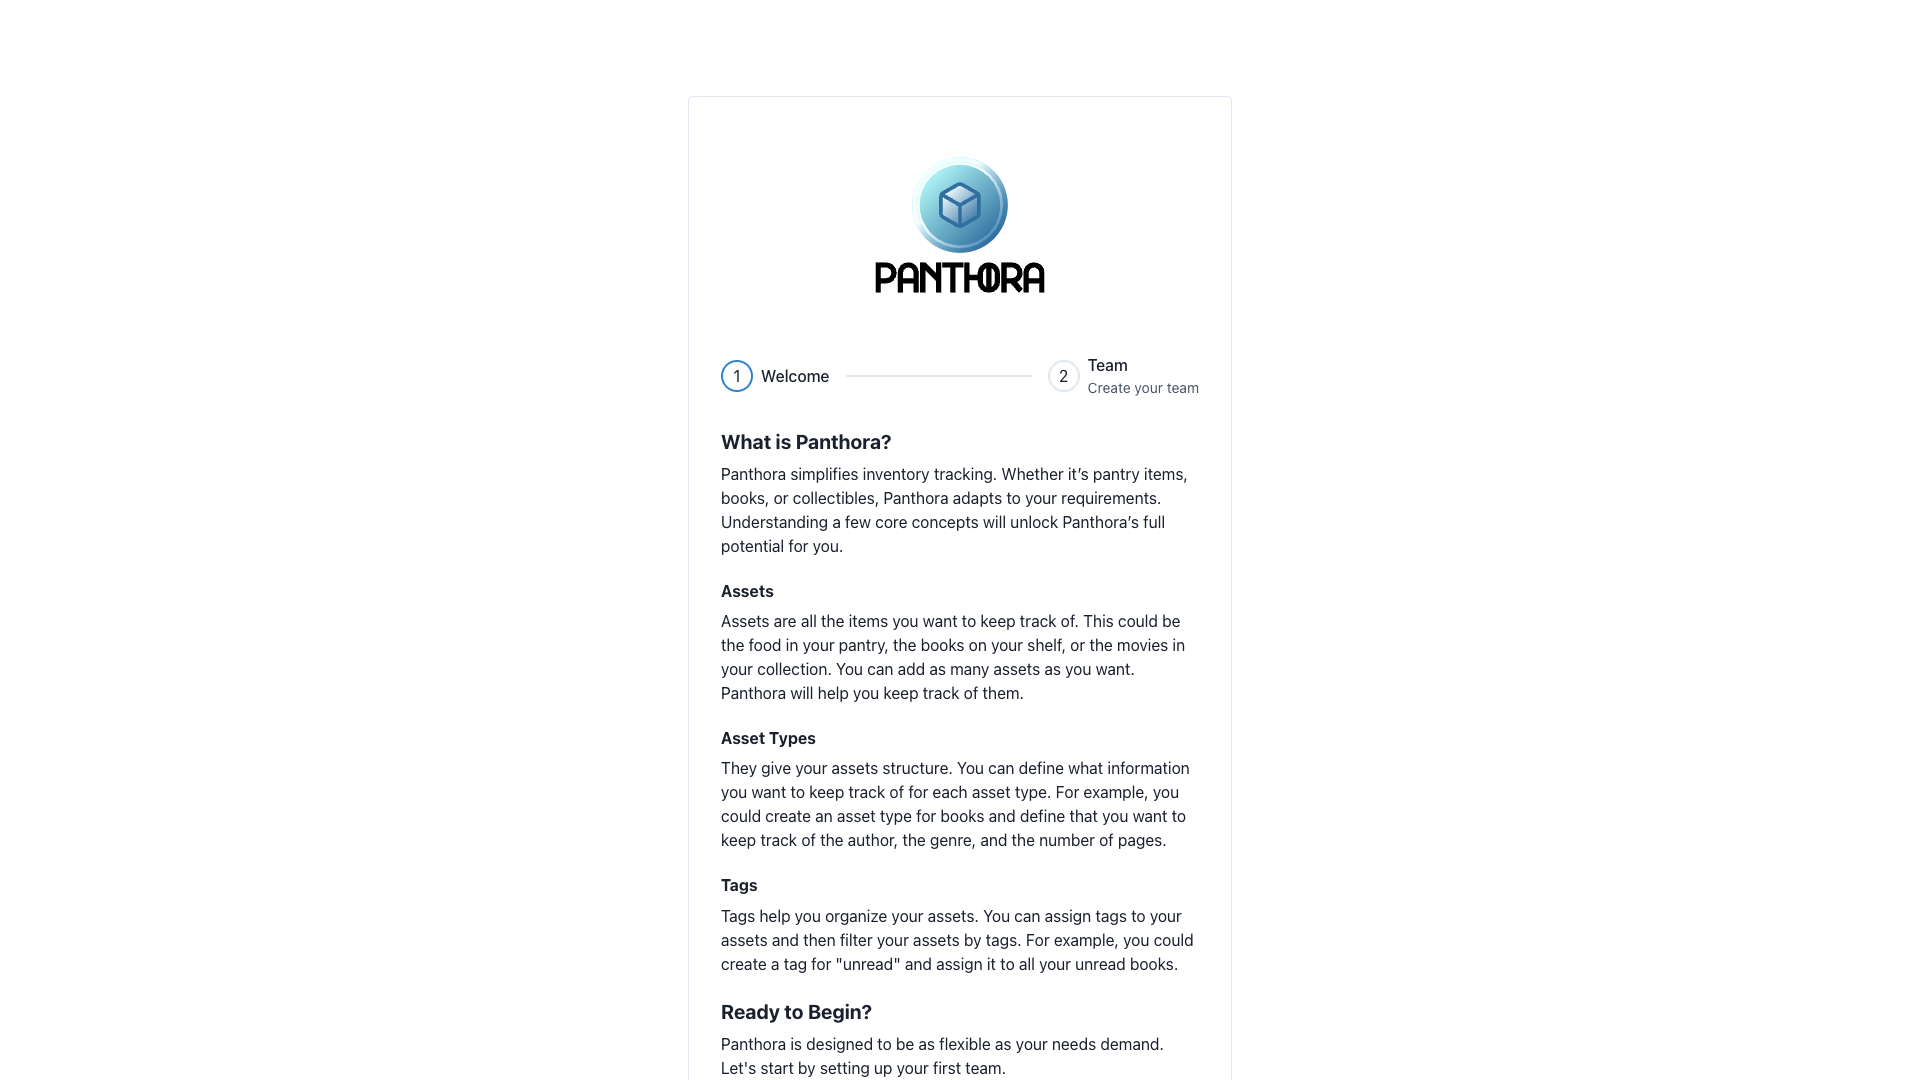 PANTHORA
1 Welcome
2 Team
Create your team
What is Panthora?
Panthora simplifies inventory tracking. Whether it’s pantry items,
books, or collectibles, Panthora adapts to your requirements.
Understanding a few core concepts will unlock Panthora’s full
potential for you.
Assets
Assets are all the items you want to keep track of. This could be
the food in your pantry, the books on your shelf, or the movies in
your collection. You can add as many assets as you want.
Panthora will help you keep track of them.
Asset Types
They give your assets structure. You can define what information
you want to keep track of for each asset type. For example, you
could create an asset type for books and define that you want to
keep track of the author, the genre, and the number of pages.
Tags
Tags help you organize your assets. You can assign tags to your
assets and then filter your assets by tags. For example, you could
create a tag for "unread" and assign it to all your unread books.
Ready to Begin?
Panthora is designed to be as flexible as your needs demand.
Let's start by setting up your first team.